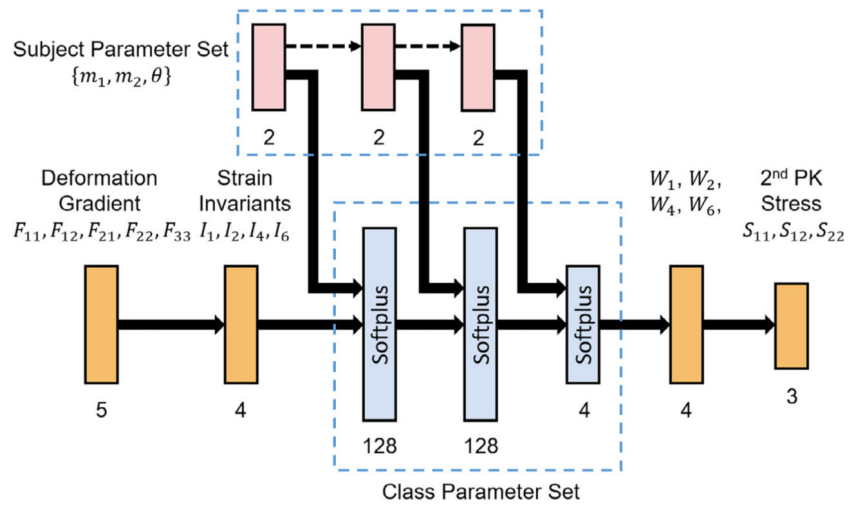 Subject Parameter Set
{m₁, m₂, θ}
2
2
2
Deformation
Gradient
F₁₁, F₁₂, F₂₁, F₂₂, F₃₃
Strain
Invariants
I₁, I₂, I₄, I₆
W₁, W₂,
W₄, W₆,
2ⁿᵈ PK
Stress
S₁₁, S₁₂, S₂₂
Softplus
Softplus
Softplus
5
4
128
128
4
4
3
Class Parameter Set